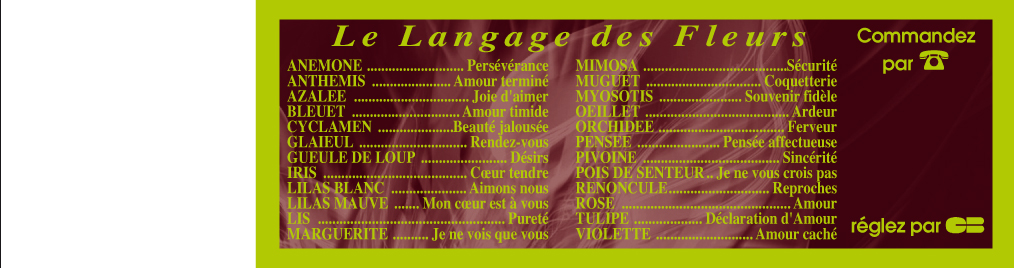 Le Langage des Fleurs
ANEMONE ........................... Persévérance
ANTHEMIS ...................... Amour terminé
AZALEE ................................ Joie d'aimer
BLEUET .............................. Amour timide
CYCLAMEN .....................Beauté jalousée
GLAIEUL .............................. Rendez-vous
GUEULE DE LOUP ........................ Désirs
IRIS ........................................ Cœur tendre
LILAS BLANC ..................... Aimons nous
LILAS MAUVE ....... Mon cœur est à vous
LIS .................................................... Pureté
MARGUERITE .......... Je ne vois que vous
MIMOSA ........................................Sécurité
MUGUET ................................ Coquetterie
MYOSOTIS ....................... Souvenir fidèle
OEILLET ........................................ Ardeur
ORCHIDEE ................................... Ferveur
PENSEE ....................... Pensée affectueuse
PIVOINE ....................................... Sincérité
POIS DE SENTEUR .. Je ne vous crois pas
RENONCULE............................ Reproches
ROSE ............................................... Amour
TULIPE ................... Déclaration d'Amour
VIOLETTE ........................... Amour caché
Commandez
par
réglez par CB